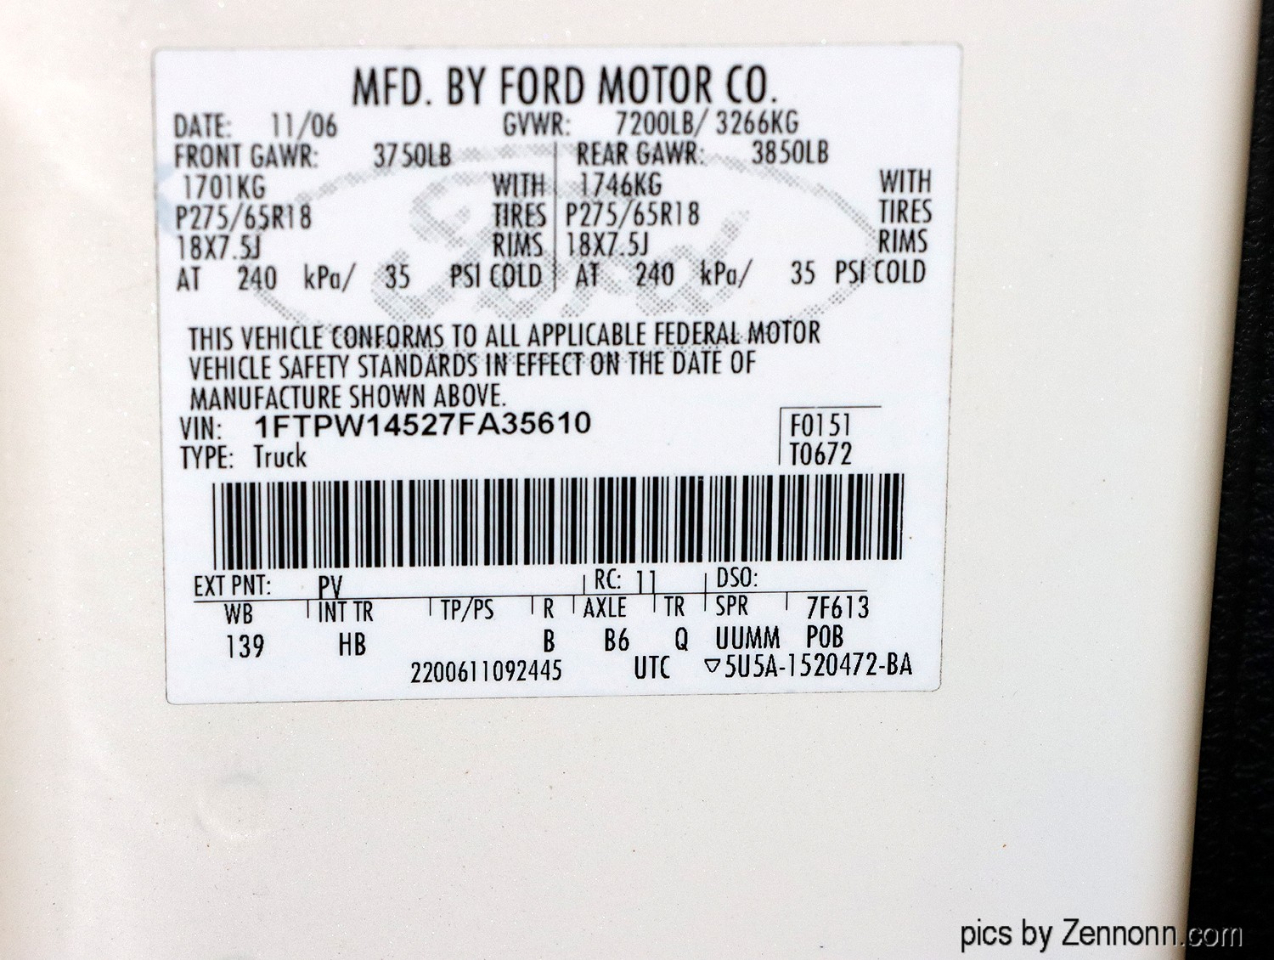 MFD. BY FORD MOTOR CO.
DATE: 11/06 GVWR: 7200LB/ 3266KG
FRONT GAWR: 3750LB REAR GAWR: 3850LB
1701KG WITH 1746KG WITH
P275/65R18 TIRES P275/65R18 TIRES
18X7.5J RIMS 18X7.5J RIMS
AT 240 kPa/ 35 PSI COLD AT 240 kPa/ 35 PSI COLD
Ford
THIS VEHICLE CONFORMS TO ALL APPLICABLE FEDERAL MOTOR
VEHICLE SAFETY STANDARDS IN EFFECT ON THE DATE OF
MANUFACTURE SHOWN ABOVE.
VIN: 1FTPW14527FA35610 F0151
TYPE: Truck T0672
EXT PNT: PV RC: 11 DSO:
WB INT TR TP/PS R AXLE TR SPR 7F613
139 HB B B6 Q UUMM POB
2200611092445 UTC ▽5U5A-1520472-BA
pics by Zennonn.com